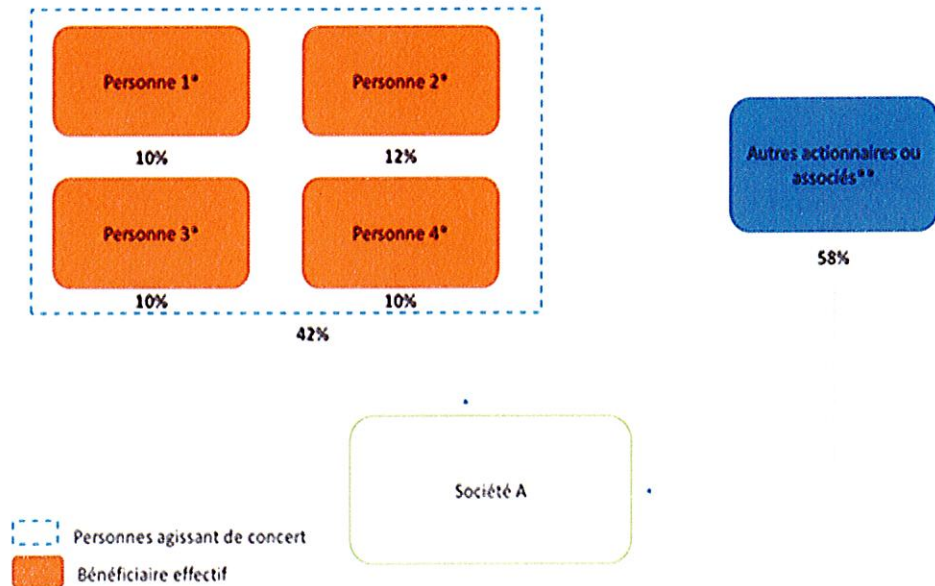 Personne 1*
Personne 2*
10%
12%
Personne 3*
Personne 4*
10%
10%
42%
Autres actionnaires ou
associés**
58%
Société A
Personnes agissant de concert
Bénéficiaire effectif